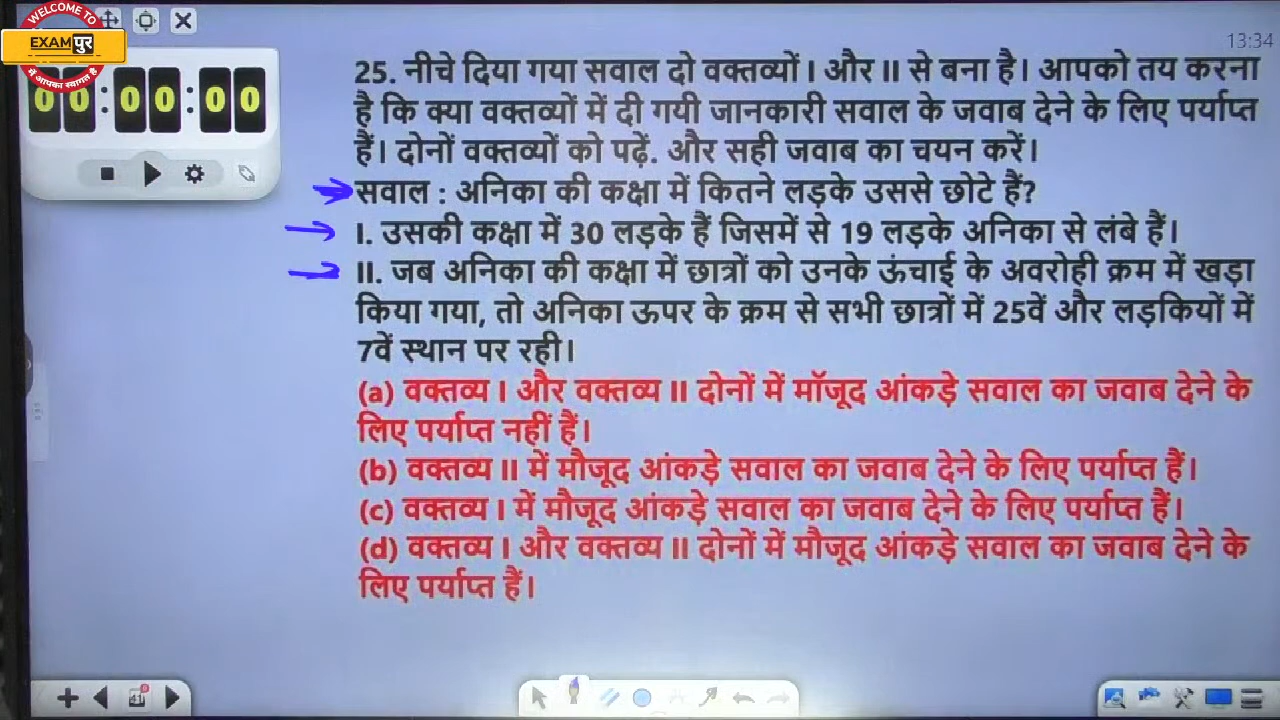 WELCOME TO
EXAMपुर
में आपका स्वागत है
13:34
00:00:00
25. नीचे दिया गया सवाल दो वक्तव्यों I और II से बना है। आपको तय करना
है कि क्या वक्तव्यों में दी गयी जानकारी सवाल के जवाब देने के लिए पर्याप्त
हैं। दोनों वक्तव्यों को पढ़ें. और सही जवाब का चयन करें।
सवाल : अनिका की कक्षा में कितने लड़के उससे छोटे हैं?
I. उसकी कक्षा में 30 लड़के हैं जिसमें से 19 लड़के अनिका से लंबे हैं।
II. जब अनिका की कक्षा में छात्रों को उनके ऊंचाई के अवरोही क्रम में खड़ा
किया गया, तो अनिका ऊपर के क्रम से सभी छात्रों में 25वें और लड़कियों में
7वें स्थान पर रही।
(a) वक्तव्य I और वक्तव्य II दोनों में मॉजूद आंकड़े सवाल का जवाब देने के
लिए पर्याप्त नहीं हैं।
(b) वक्तव्य II में मौजूद आंकड़े सवाल का जवाब देने के लिए पर्याप्त हैं।
(c) वक्तव्य I में मौजूद आंकड़े सवाल का जवाब देने के लिए पर्याप्त हैं।
(d) वक्तव्य I और वक्तव्य II दोनों में मौजूद आंकड़े सवाल का जवाब देने के
लिए पर्याप्त हैं।
41